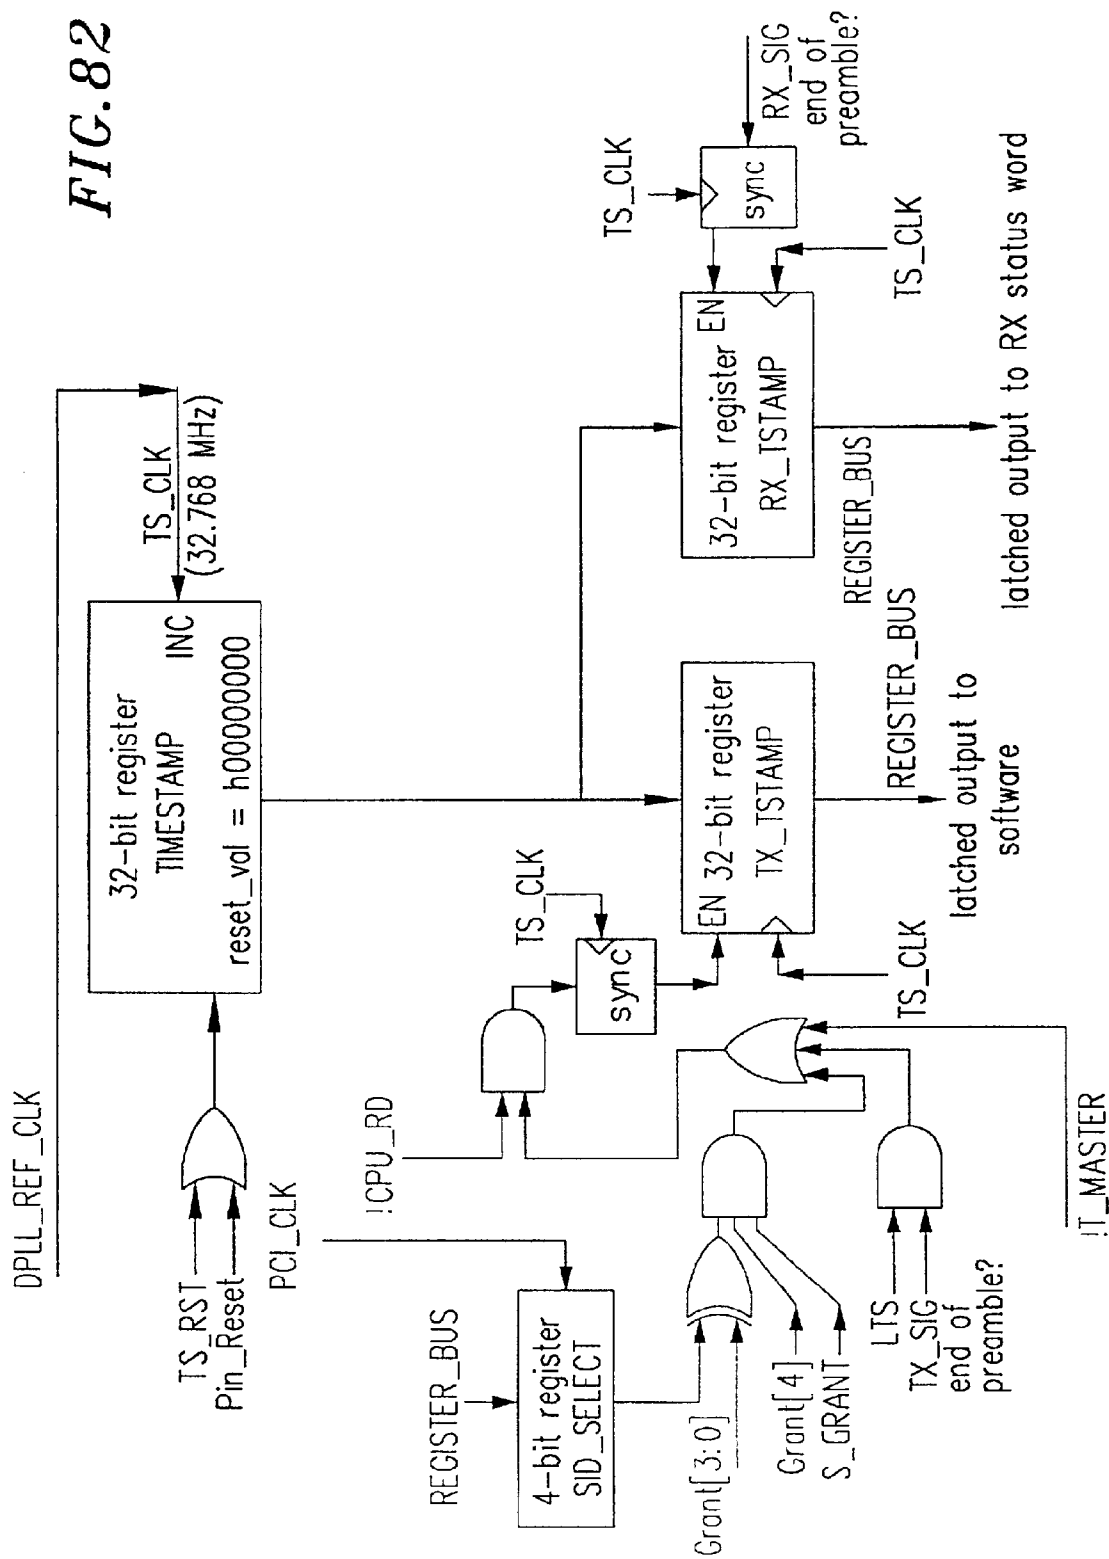 FIG.82
DPLL_REF_CLK
TS_CLK
(32.768 MHz)
32-bit register
TIMESTAMP
INC
reset_val = h00000000
TS_RST
Pin_Reset
PCI_CLK
REGISTER_BUS
4-bit register
SID_SELECT
!CPU_RD
TS_CLK
sync
EN 32-bit register
TX_TSTAMP
TS_CLK
REGISTER_BUS
latched output to
software
32-bit register EN
RX_TSTAMP
TS_CLK
sync
RX_SIG
end of
preamble?
TS_CLK
REGISTER_BUS
latched output to RX status word
Grant[3:0]
Grant[4]
S_GRANT
LTS
TX_SIG
end of
preamble?
!T_MASTER